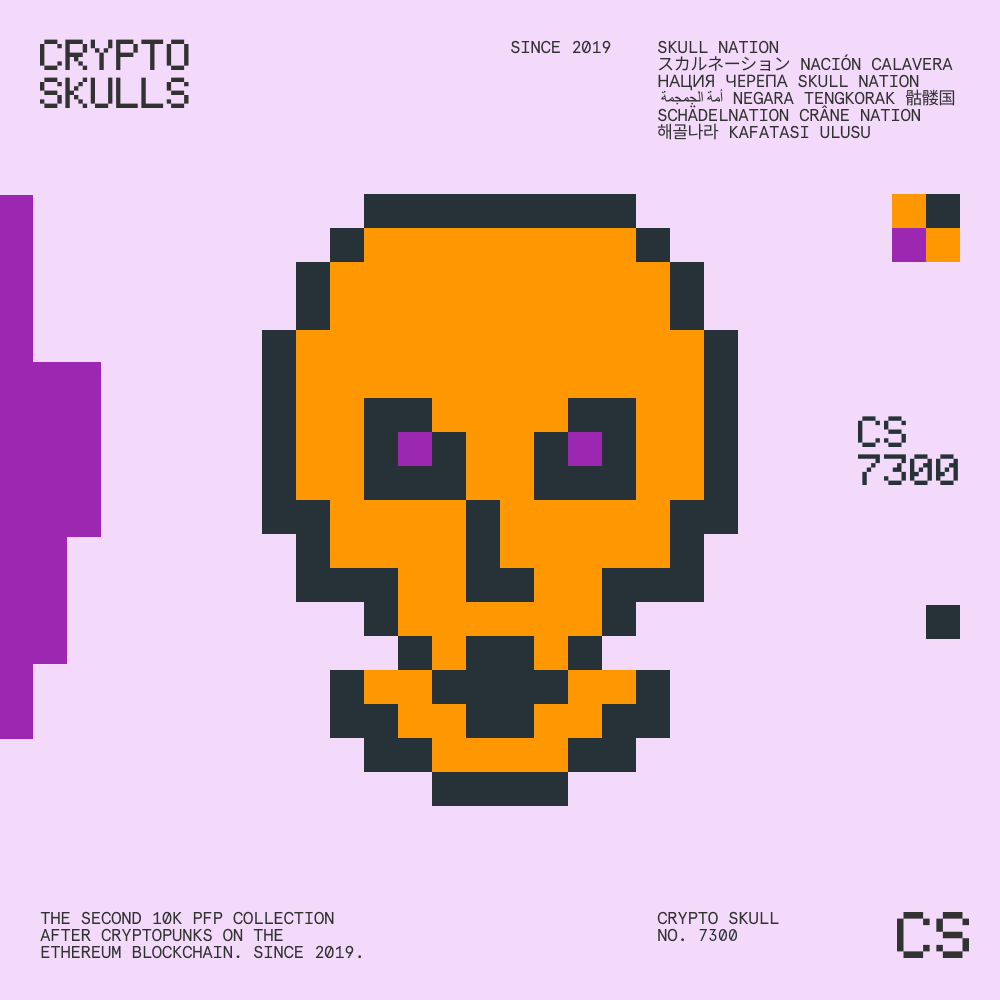 CRYPTO
SKULLS
SINCE 2019
SKULL NATION
スカルネーション NACIÓN CALAVERA
НАЦИЯ ЧЕРЕПА SKULL NATION
أمة الجمجمة NEGARA TENGKORAK 骷髅国
SCHÄDELNATION CRÂNE NATION
해골나라 KAFATASI ULUSU
CS
7300
THE SECOND 10K PFP COLLECTION
AFTER CRYPTOPUNKS ON THE
ETHEREUM BLOCKCHAIN. SINCE 2019.
CRYPTO SKULL
NO. 7300
CS